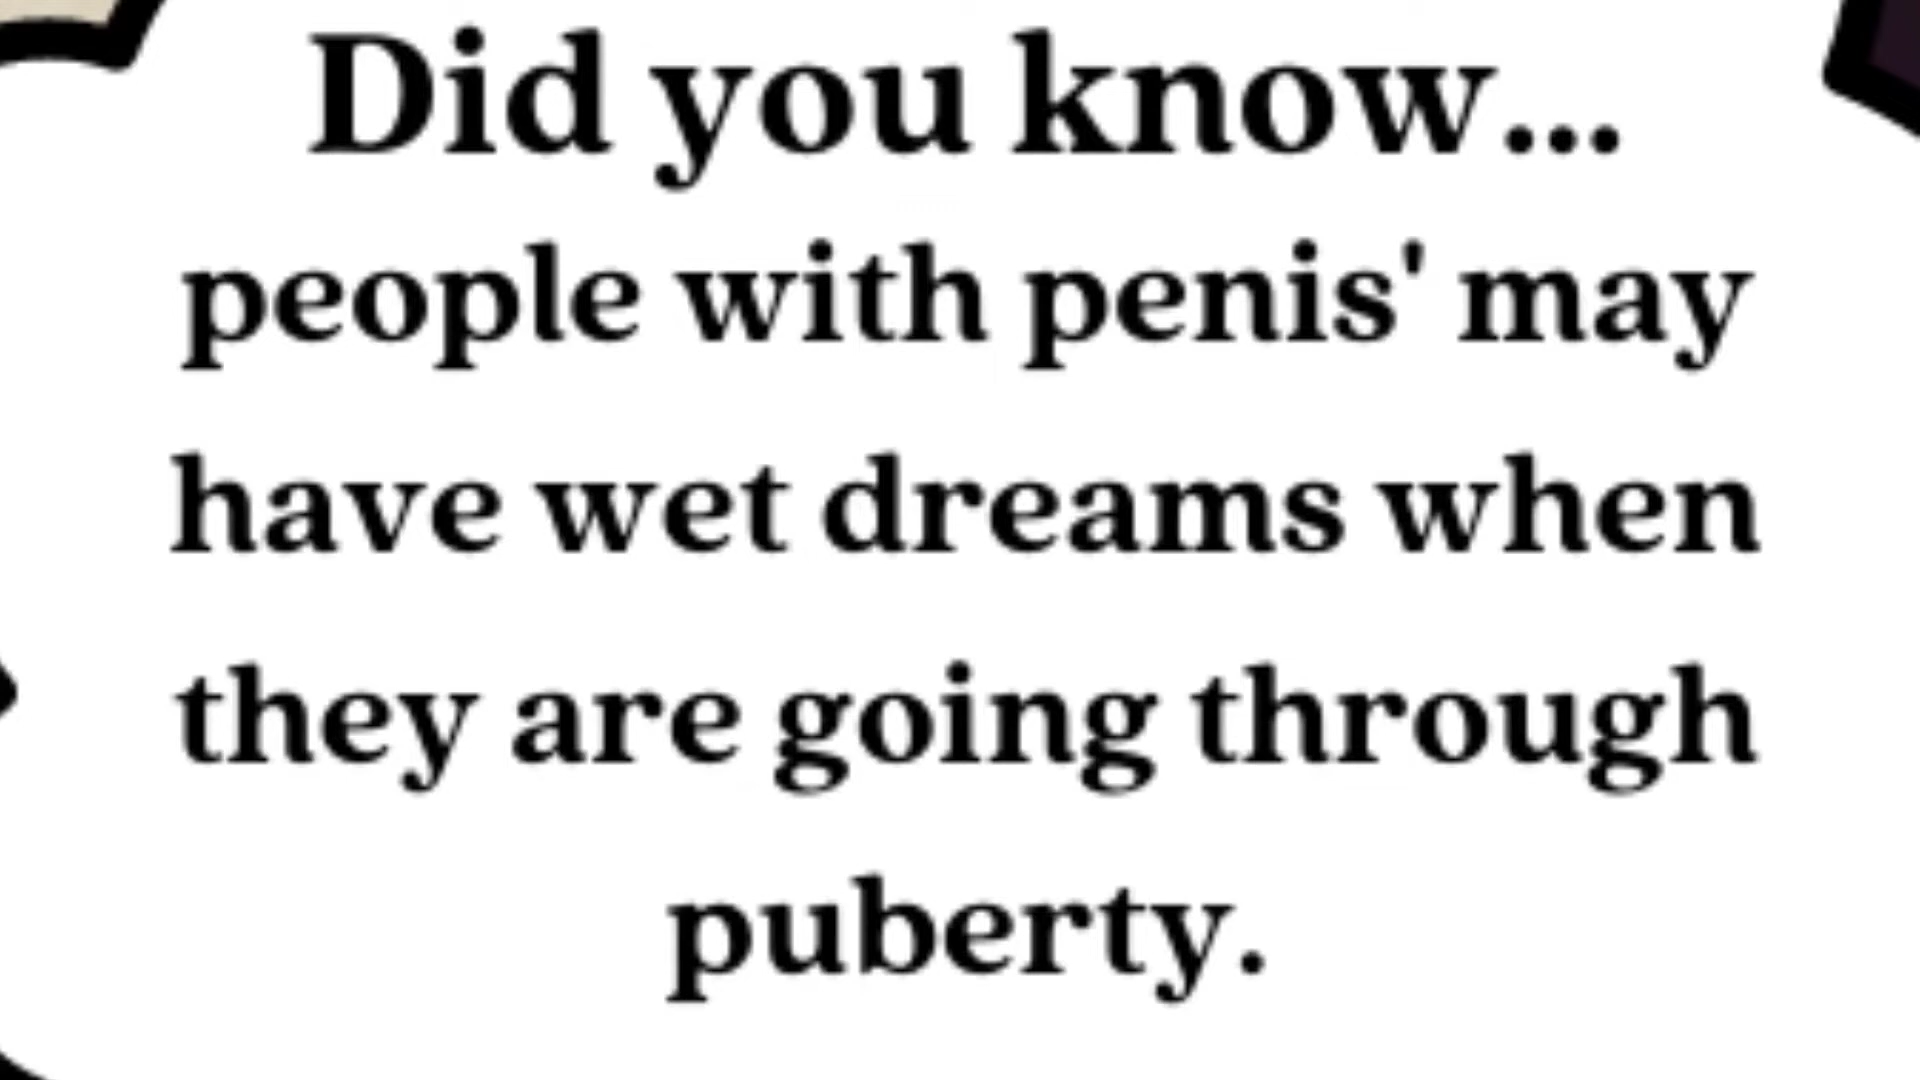 Did you know...
people with penis' may
have wet dreams when
they are going through
puberty.